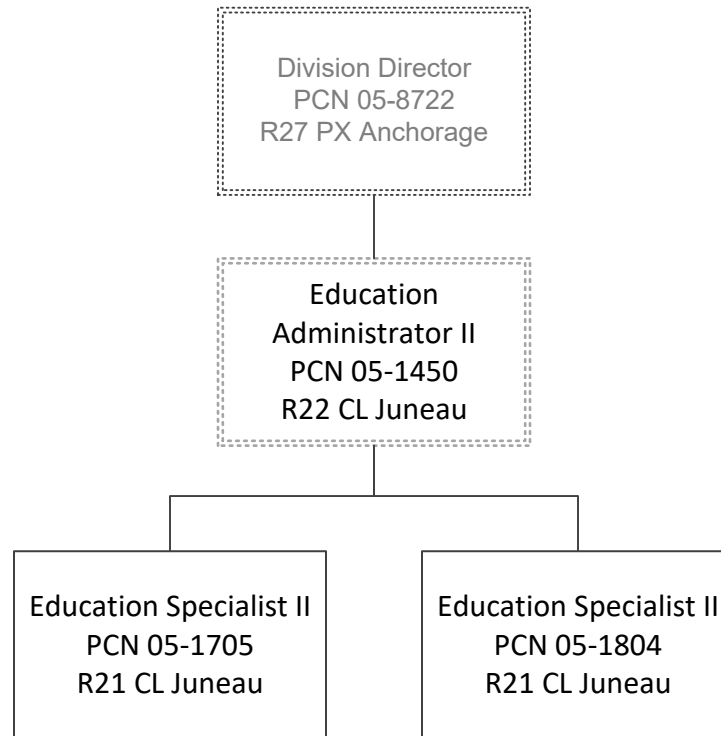 Division Director
PCN 05-8722
R27 PX Anchorage
Education
Administrator II
PCN 05-1450
R22 CL Juneau
Education Specialist II
PCN 05-1705
R21 CL Juneau
Education Specialist II
PCN 05-1804
R21 CL Juneau